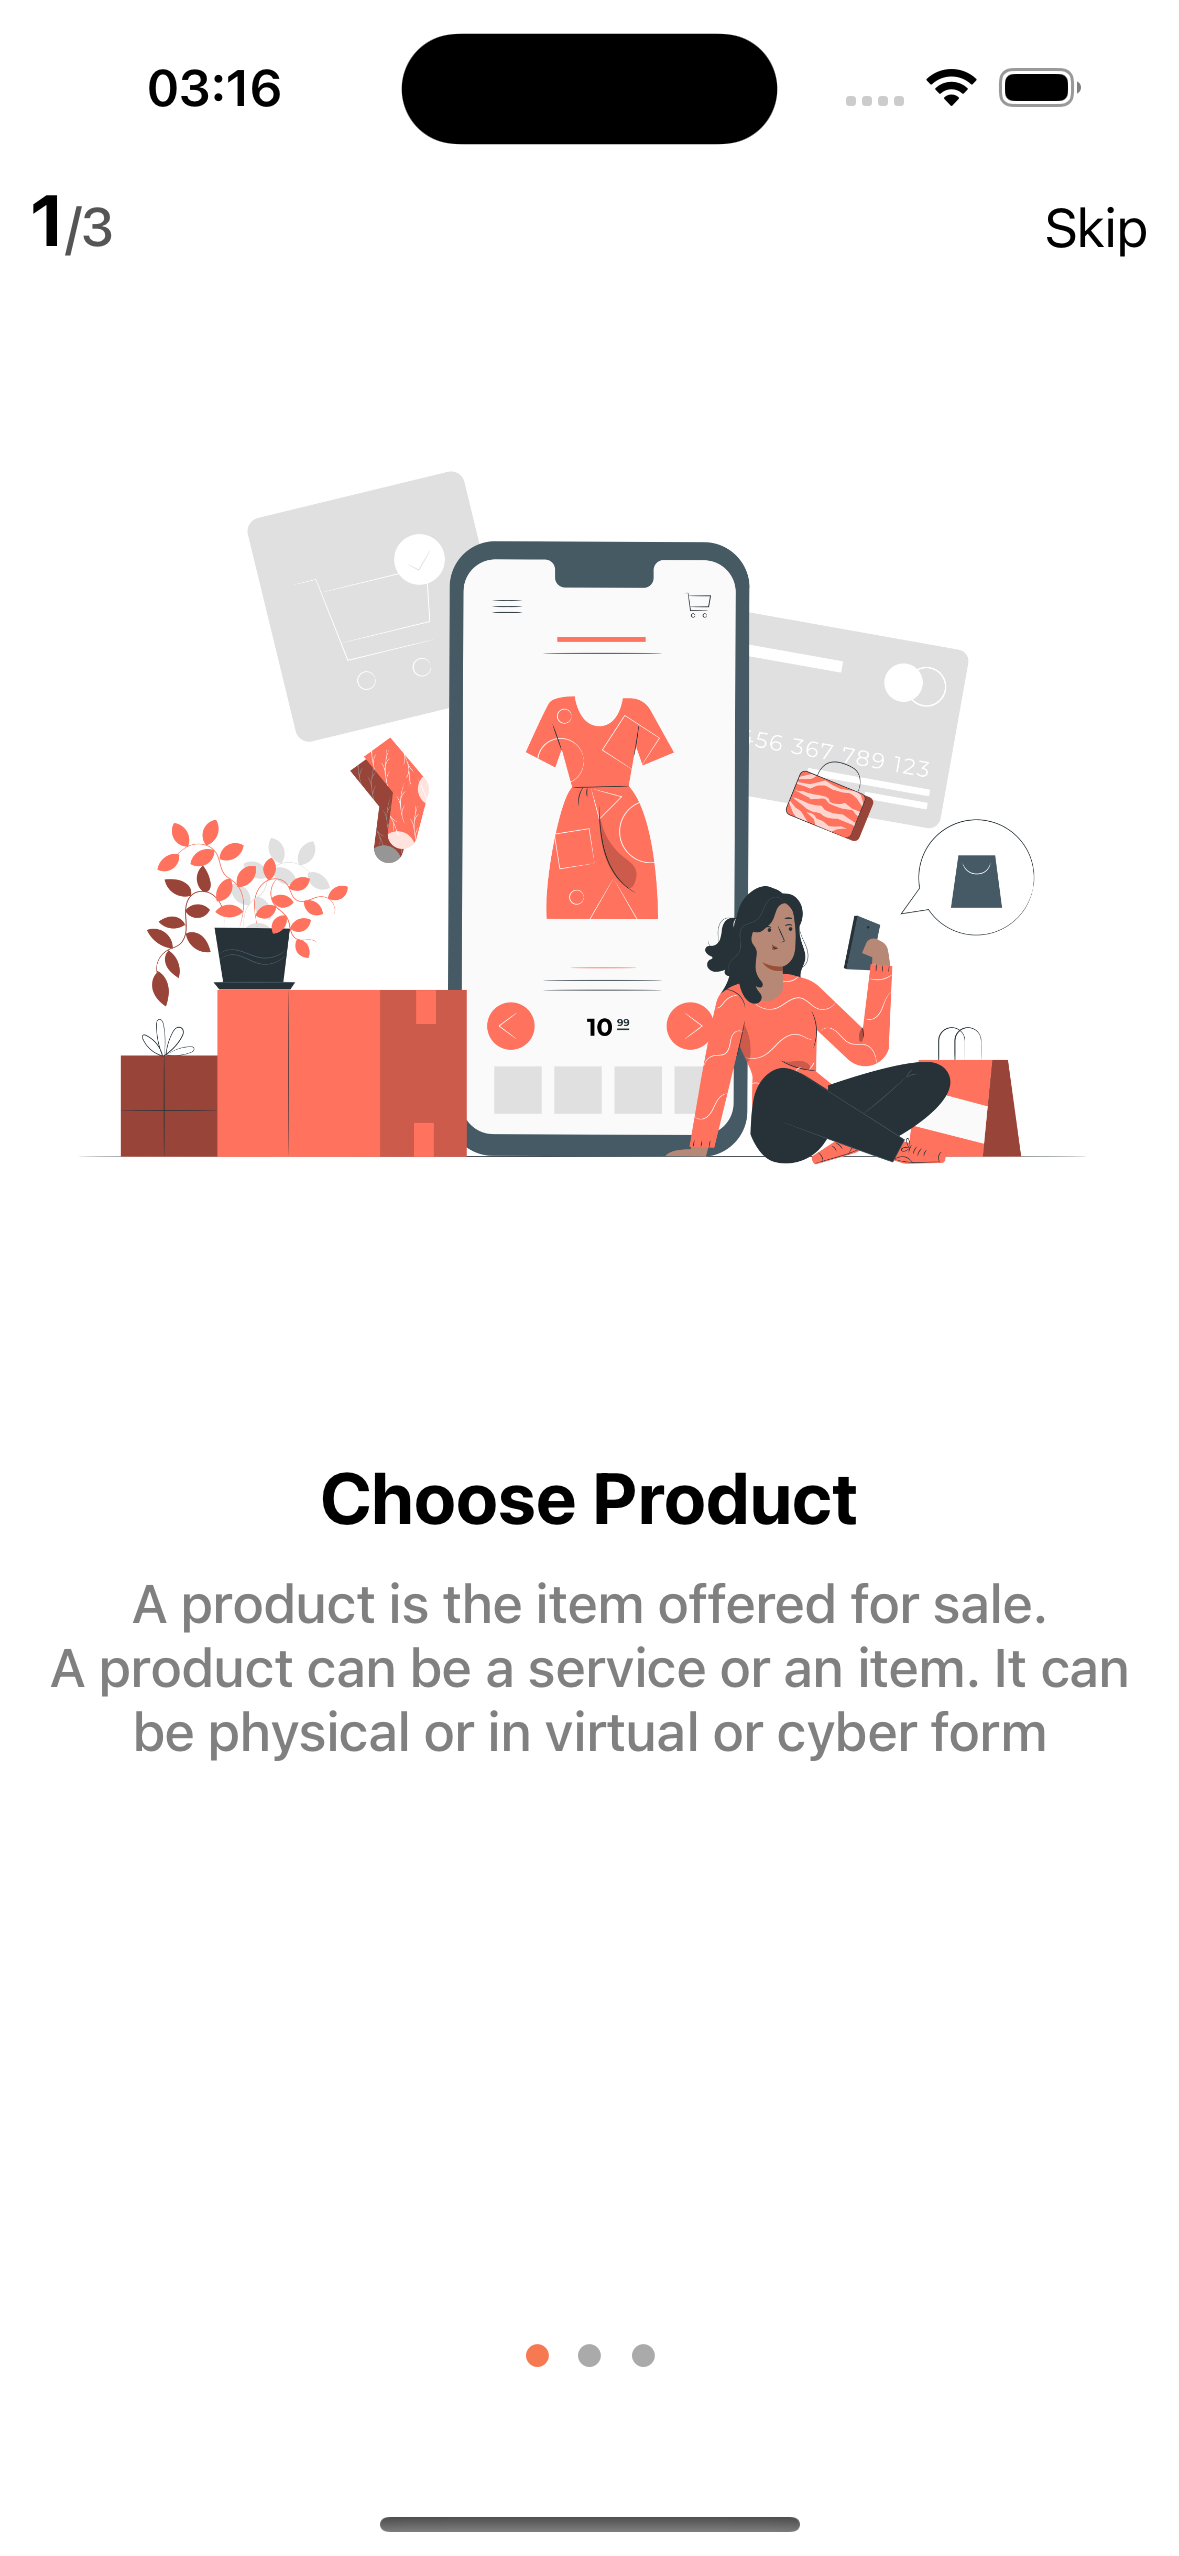 03:16
1/3
Skip
456 367 789 123
10 99
Choose Product
A product is the item offered for sale.
A product can be a service or an item. It can
be physical or in virtual or cyber form